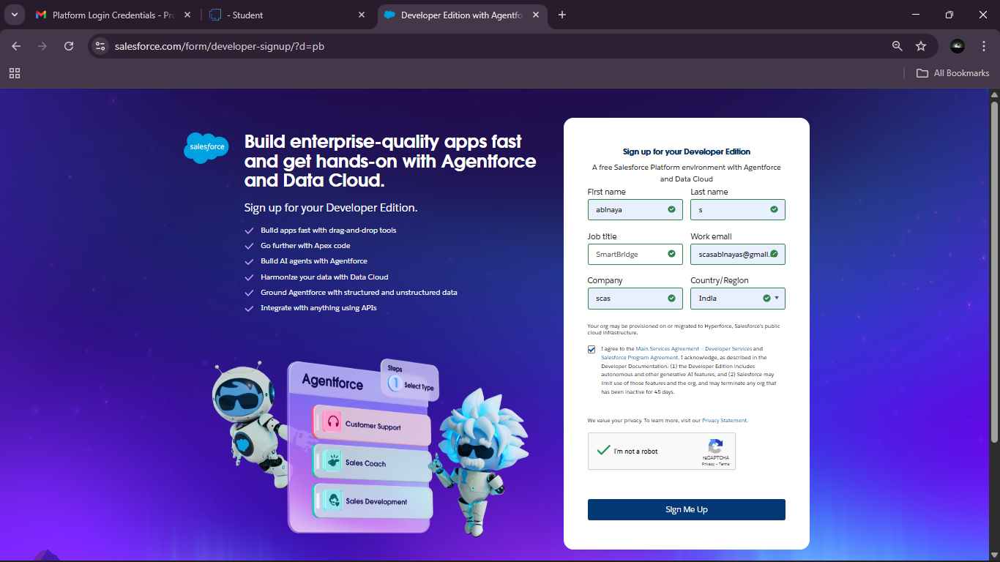 Platform Login Credentials - Pro
- Student
Developer Edition with Agentfo
salesforce.com/form/developer-signup/?d=pb
All Bookmarks
salesforce
Build enterprise-quality apps fast
and get hands-on with Agentforce
and Data Cloud.
Sign up for your Developer Edition.
Build apps fast with drag-and-drop tools
Go further with Apex code
Build AI agents with Agentforce
Harmonize your data with Data Cloud
Ground Agentforce with structured and unstructured data
Integrate with anything using APIs
Agentforce
Steps
1 Select Type
Customer Support
Sales Coach
Sales Development
Sign up for your Developer Edition
A free Salesforce Platform environment with Agentforce
and Data Cloud
First name Last name
abinaya s
Job title Work email
SmartBridge scasabinayas@gmail.c
Company Country/Region
scas India
Your org may be provisioned on or migrated to Hyperforce, Salesforce's public
cloud infrastructure.
I agree to the Main Services Agreement - Developer Services and
Salesforce Program Agreement. I acknowledge, as described in the
Developer Documentation, (1) the Developer Edition includes
autonomous and other generative AI features, and (2) Salesforce may
limit use of those features and the org, and may terminate any org that
has been inactive for 45 days.
We value your privacy. To learn more, visit our Privacy Statement.
I'm not a robot
reCAPTCHA
Privacy - Terms
Sign Me Up